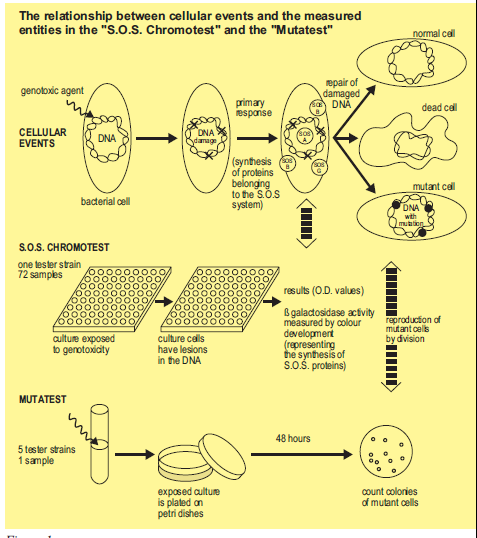 The relationship between cellular events and the measured
entities in the "S.O.S. Chromotest" and the "Mutatest"
normal cell
genotoxic agent
repair of
damaged
DNA
primary
response
DNA
DNA
damage
SOS
B
SOS
A
SOS
B
SOS
G
dead cell
CELLULAR
EVENTS
(synthesis
of proteins
belonging
to the S.O.S
system)
mutant cell
bacterial cell
DNA
with
mutation
S.O.S. CHROMOTEST
one tester strain
72 samples
results (O.D. values)
ß galactosidase activity
measured by colour
development
(representing
the synthesis of
S.O.S. proteins)
reproduction of
mutant cells
by division
culture exposed
to genotoxicity
culture cells
have lesions
in the DNA
MUTATEST
48 hours
5 tester strains
1 sample
exposed culture
is plated on
petri dishes
count colonies
of mutant cells